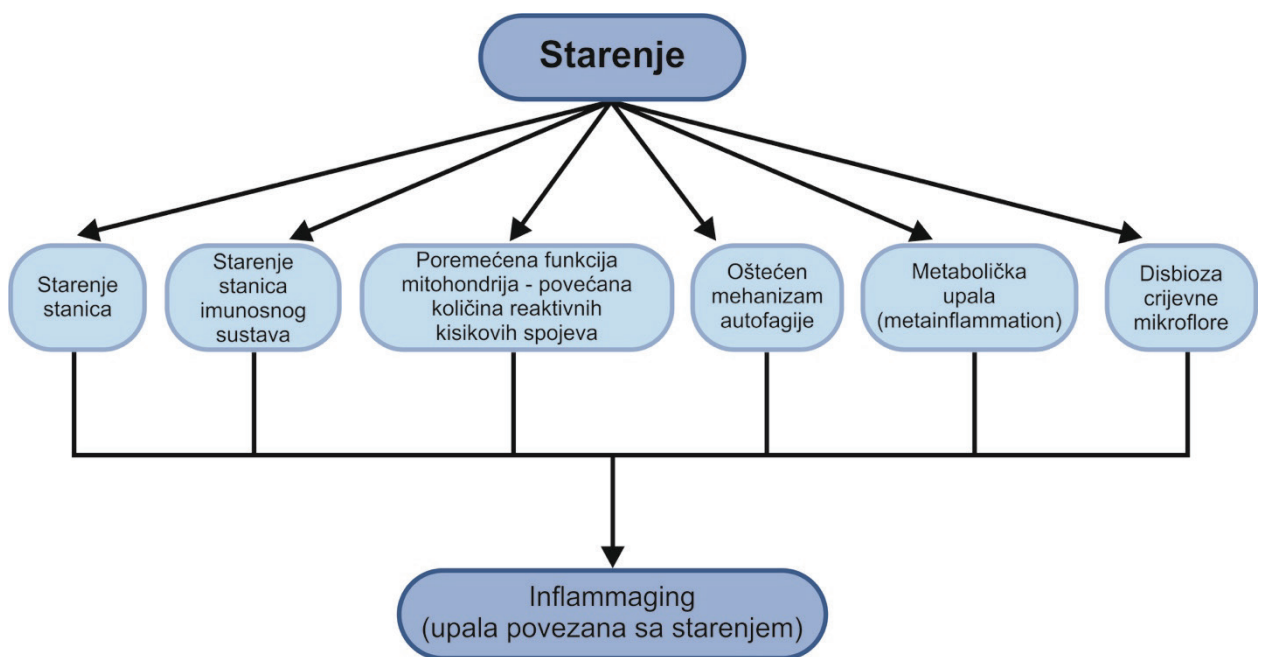 Starenje
Starenje
stanica
Starenje
stanica
imunosnog
sustava
Poremećena funkcija
mitohondrija - povećana
količina reaktivnih
kisikovih spojeva
Oštećen
mehanizam
autofagije
Metabolička
upala
(metainflammation)
Disbioza
crijevne
mikroflore
Inflammaging
(upala povezana sa starenjem)